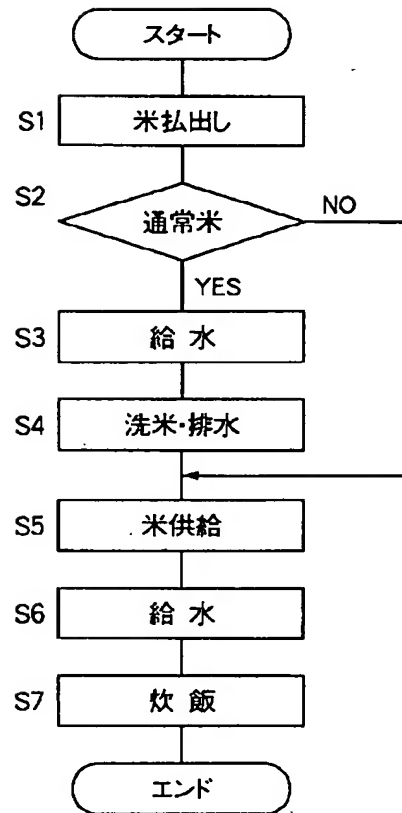 スタート
S1 米払出し
S2 通常米 NO
YES
S3 給水
S4 洗米・排水
S5 米供給
S6 給水
S7 炊飯
エンド